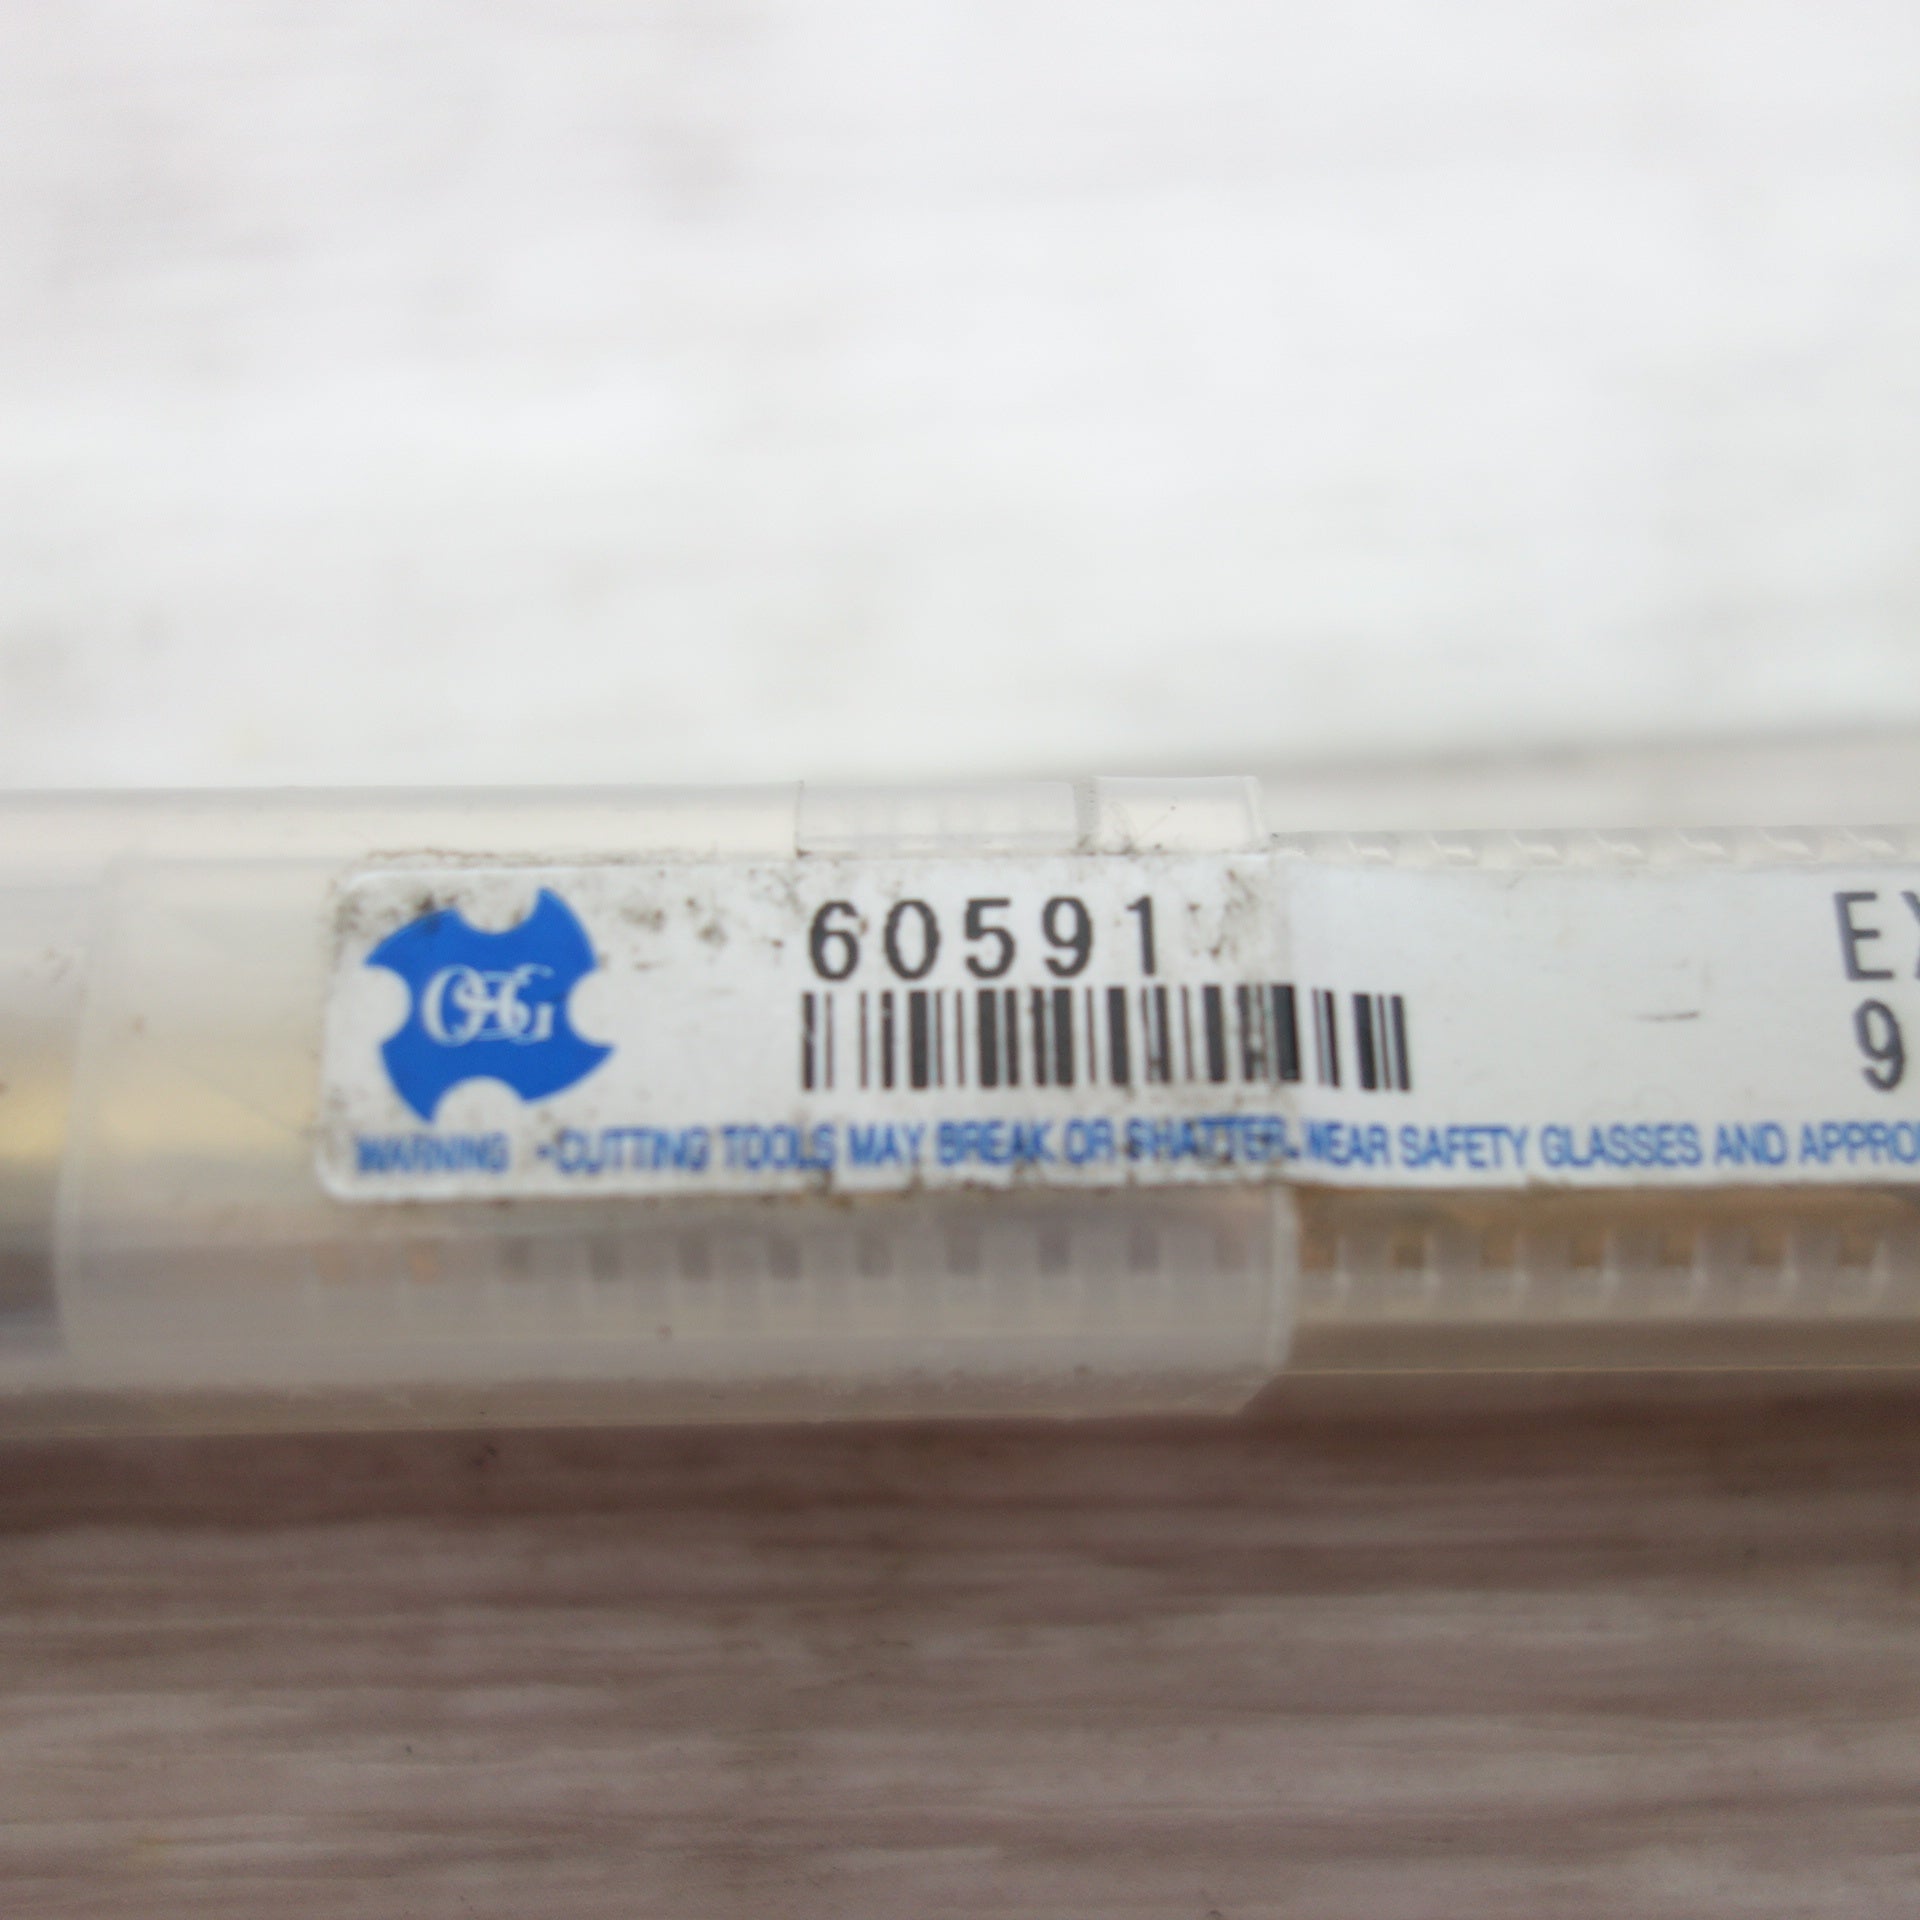 OSG
60591
EX
9
WARNING -CUTTING TOOLS MAY BREAK OR SHATTER. WEAR SAFETY GLASSES AND APPRO